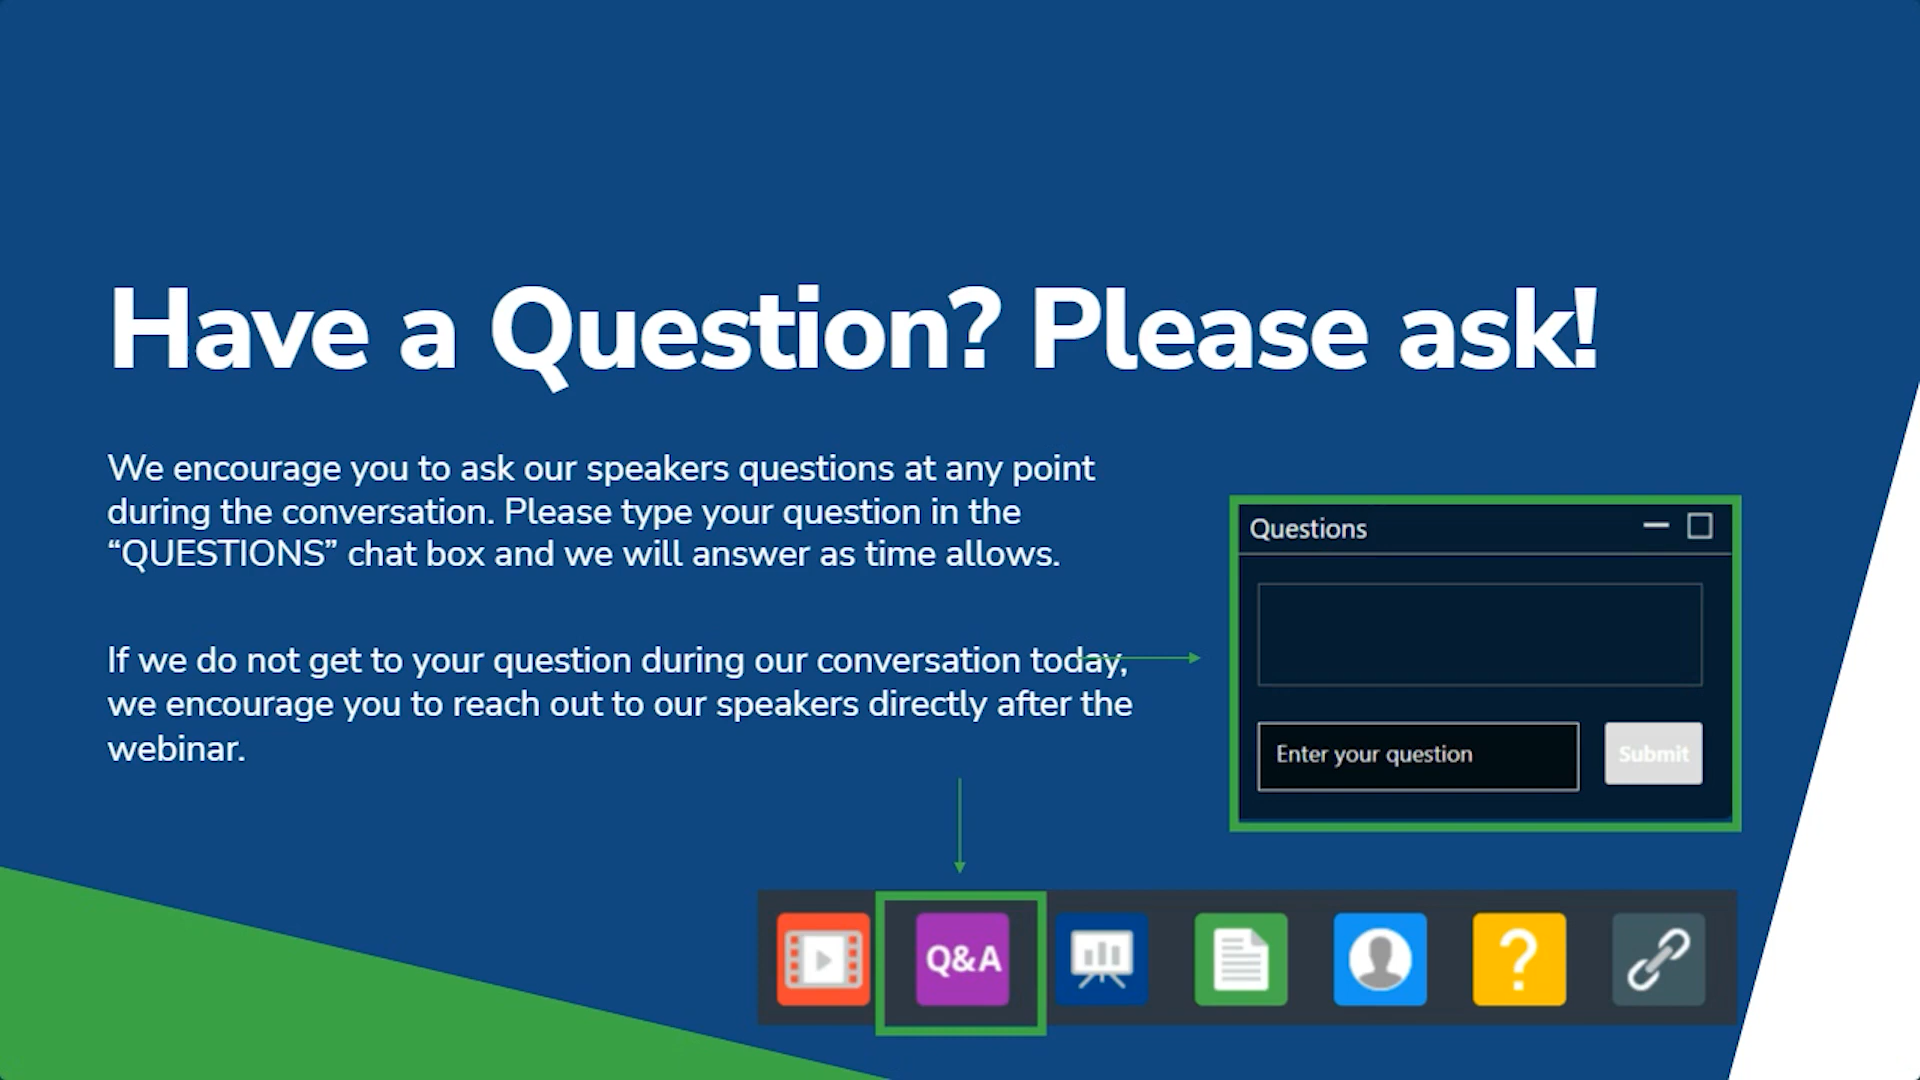 Have a Question? Please ask!
We encourage you to ask our speakers questions at any point
during the conversation. Please type your question in the
“QUESTIONS” chat box and we will answer as time allows.
If we do not get to your question during our conversation today,
we encourage you to reach out to our speakers directly after the
webinar.
Questions
Enter your question
Submit
Q&A
?